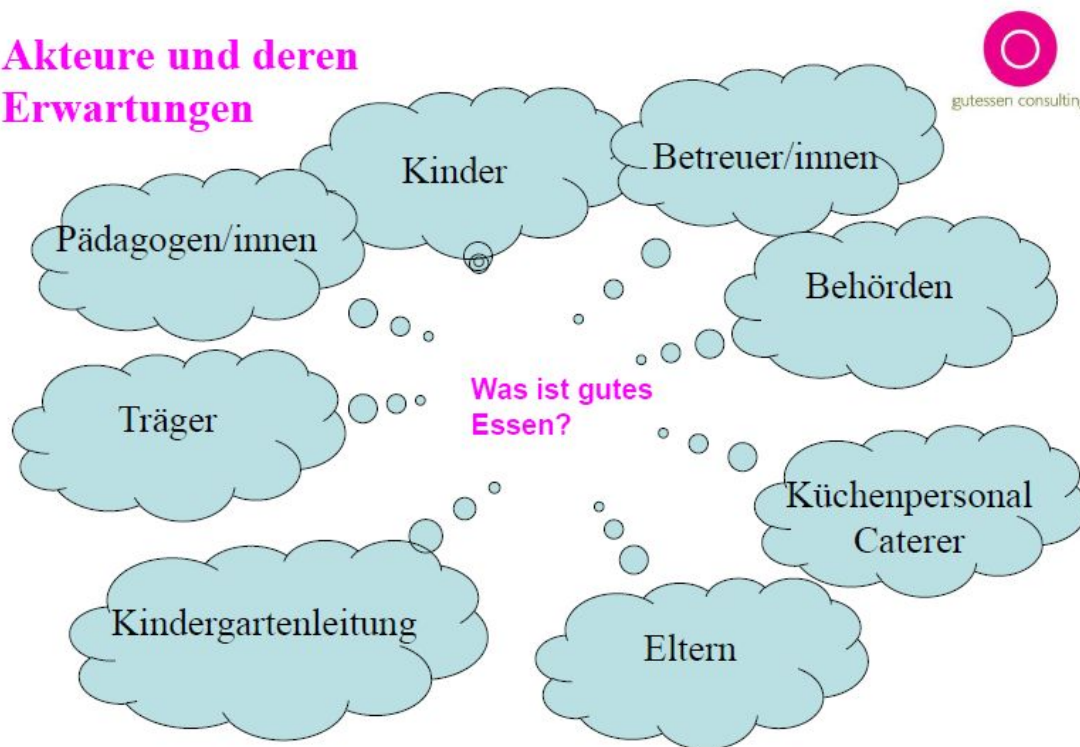 Akteure und deren
Erwartungen
gutessen consulting
Kinder
Betreuer/innen
Pädagogen/innen
Behörden
Träger
Was ist gutes
Essen?
Küchenpersonal
Caterer
Kindergartenleitung
Eltern